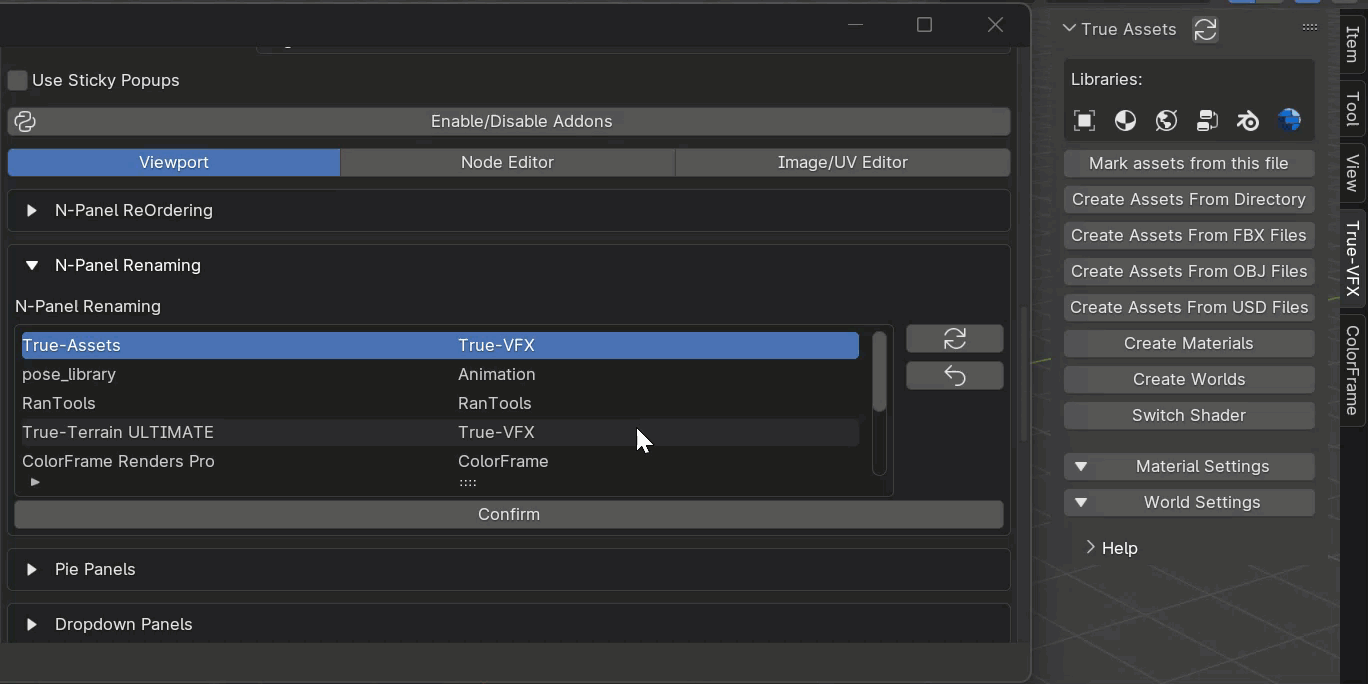 Use Sticky Popups
Enable/Disable Addons
Viewport
Node Editor
Image/UV Editor
N-Panel ReOrdering
N-Panel Renaming
N-Panel Renaming
True-Assets True-VFX
pose_library Animation
RanTools RanTools
True-Terrain ULTIMATE True-VFX
ColorFrame Renders Pro ColorFrame
Confirm
Pie Panels
Dropdown Panels
True Assets
Libraries:
Mark assets from this file
Create Assets From Directory
Create Assets From FBX Files
Create Assets From OBJ Files
Create Assets From USD Files
Create Materials
Create Worlds
Switch Shader
Material Settings
World Settings
Help
Item
Tool
View
True-VFX
ColorFrame